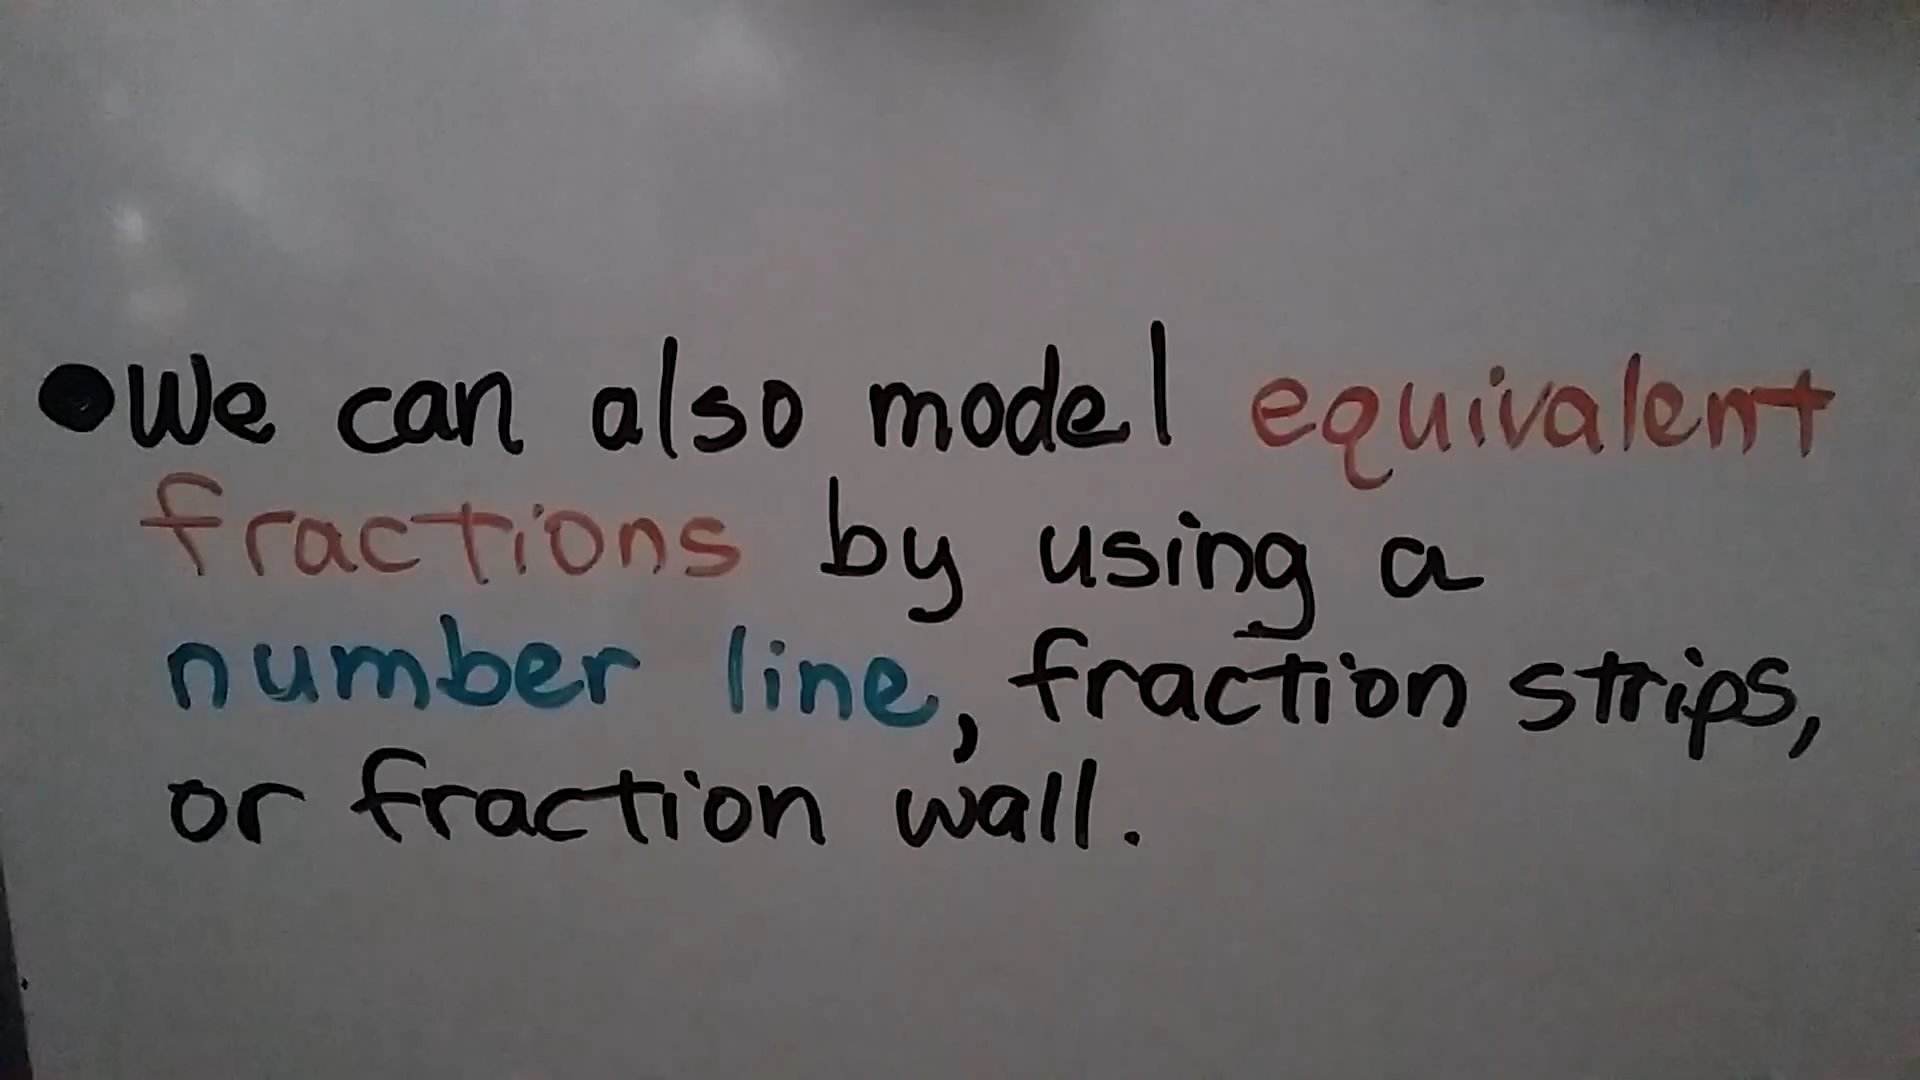 •We can also model equivalent
fractions by using a
number line, fraction strips,
or fraction wall.